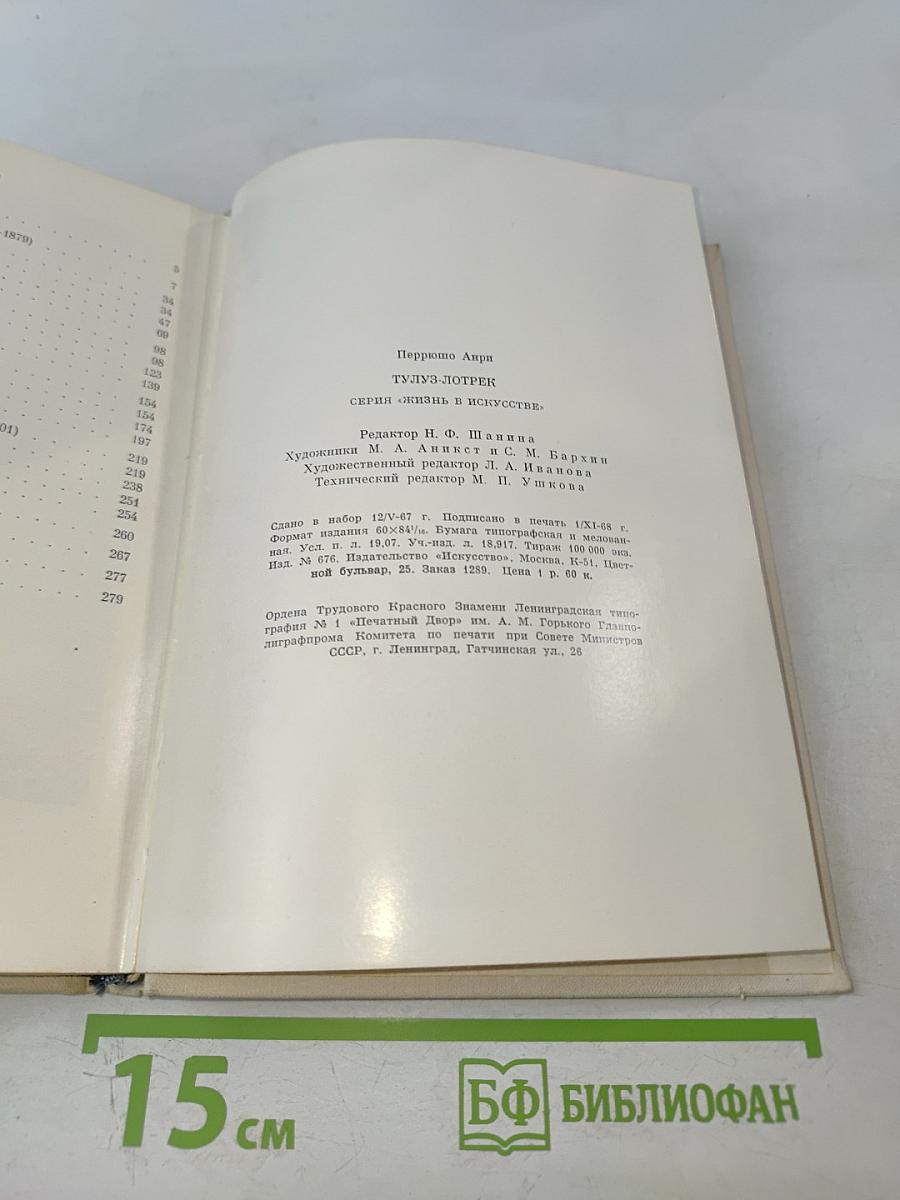 -1879)
5
7
34
34
47
69
98
98
123
139
154
154
174
01)
197
219
219
238
251
254
260
267
277
279
Перрюшо Анри
ТУЛУЗ-ЛОТРЕК
СЕРИЯ «ЖИЗНЬ В ИСКУССТВЕ»
Редактор Н. Ф. Шанина
Художники М. А. Аникст и С. М. Бархин
Художественный редактор Л. А. Иванова
Технический редактор М. П. Ушкова
Сдано в набор 12/V-67 г. Подписано в печать 1/XI-68 г.
Формат издания 60×84¹/₁₆. Бумага типографская и мелован-
ная. Усл. п. л. 19,07. Уч.-изд. л. 18,917. Тираж 100 000 экз.
Изд. № 676. Издательство «Искусство», Москва, К-51, Цвет-
ной бульвар, 25. Заказ 1289. Цена 1 р. 60 к.
Ордена Трудового Красного Знамени Ленинградская типо-
графия № 1 «Печатный Двор» им. А. М. Горького Главпо-
лиграфпрома Комитета по печати при Совете Министров
СССР, г. Ленинград, Гатчинская ул., 26
15 см
БФ БИБЛИОФАН